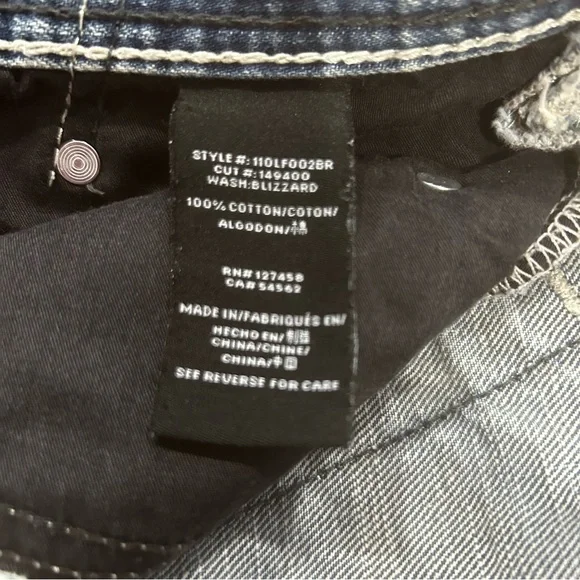 STYLE #: 110LF002BR
CUT #: 149400
WASH:BLIZZARD
100% COTTON/COTON/
ALGODON/棉
RN# 127458
CA# 54562
MADE IN/FABRIQUÉS EN/
HECHO EN/制造
CHINA/CHINE/
CHINA/中国
SEE REVERSE FOR CARE